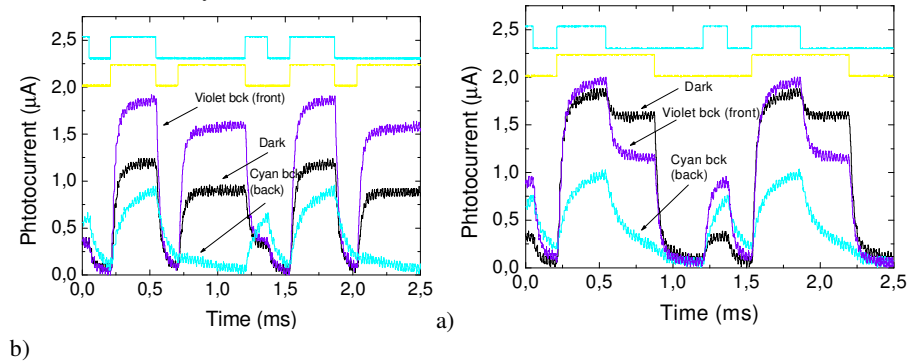 2,5
2,0
1,5
1,0
0,5
0,0
Phtotocurrent (μA)
Violet bck (front)
Dark
Cyan bck
(back)
0,0 0,5 1,0 1,5 2,0 2,5
Time (ms)
b)
2,5
2,0
1,5
1,0
0,5
0,0
Phtotocurrent (μA)
Dark
Violet bck (front)
Cyan bck
(back)
0,0 0,5 1,0 1,5 2,0 2,5
Time (ms)
a)